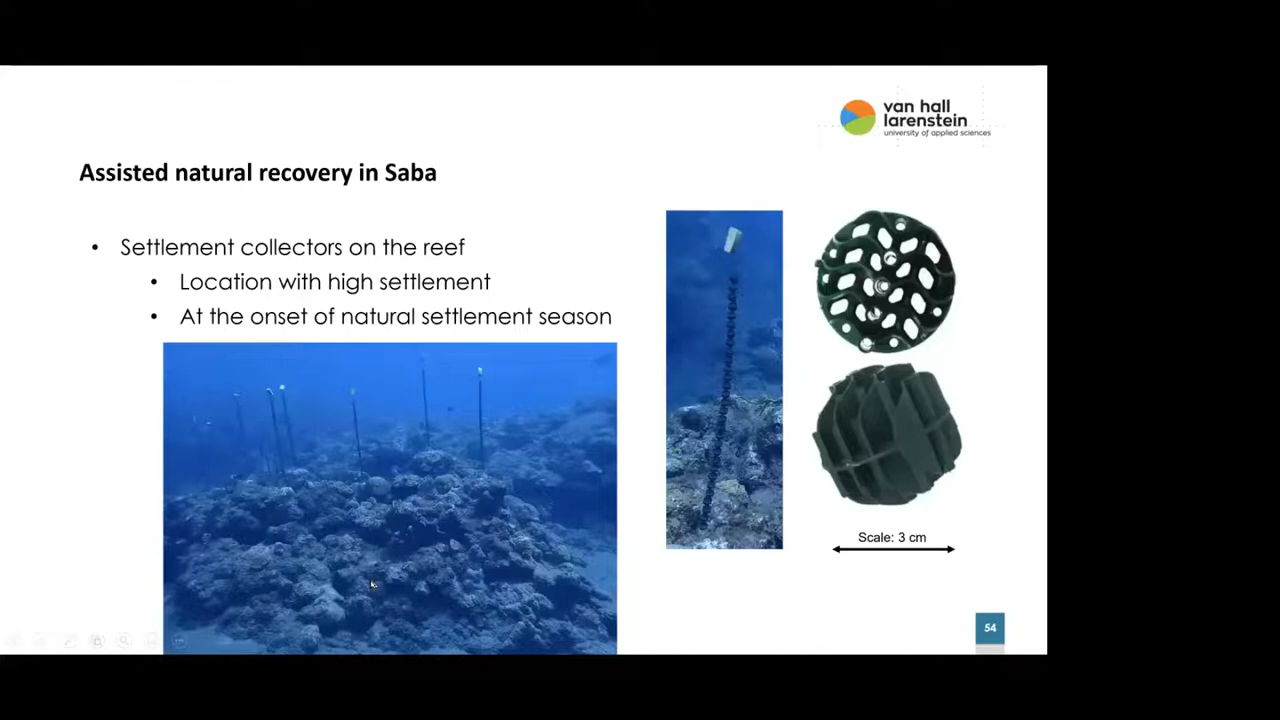 van hall
larenstein
university of applied sciences
Assisted natural recovery in Saba
• Settlement collectors on the reef
• Location with high settlement
• At the onset of natural settlement season
Scale: 3 cm
54